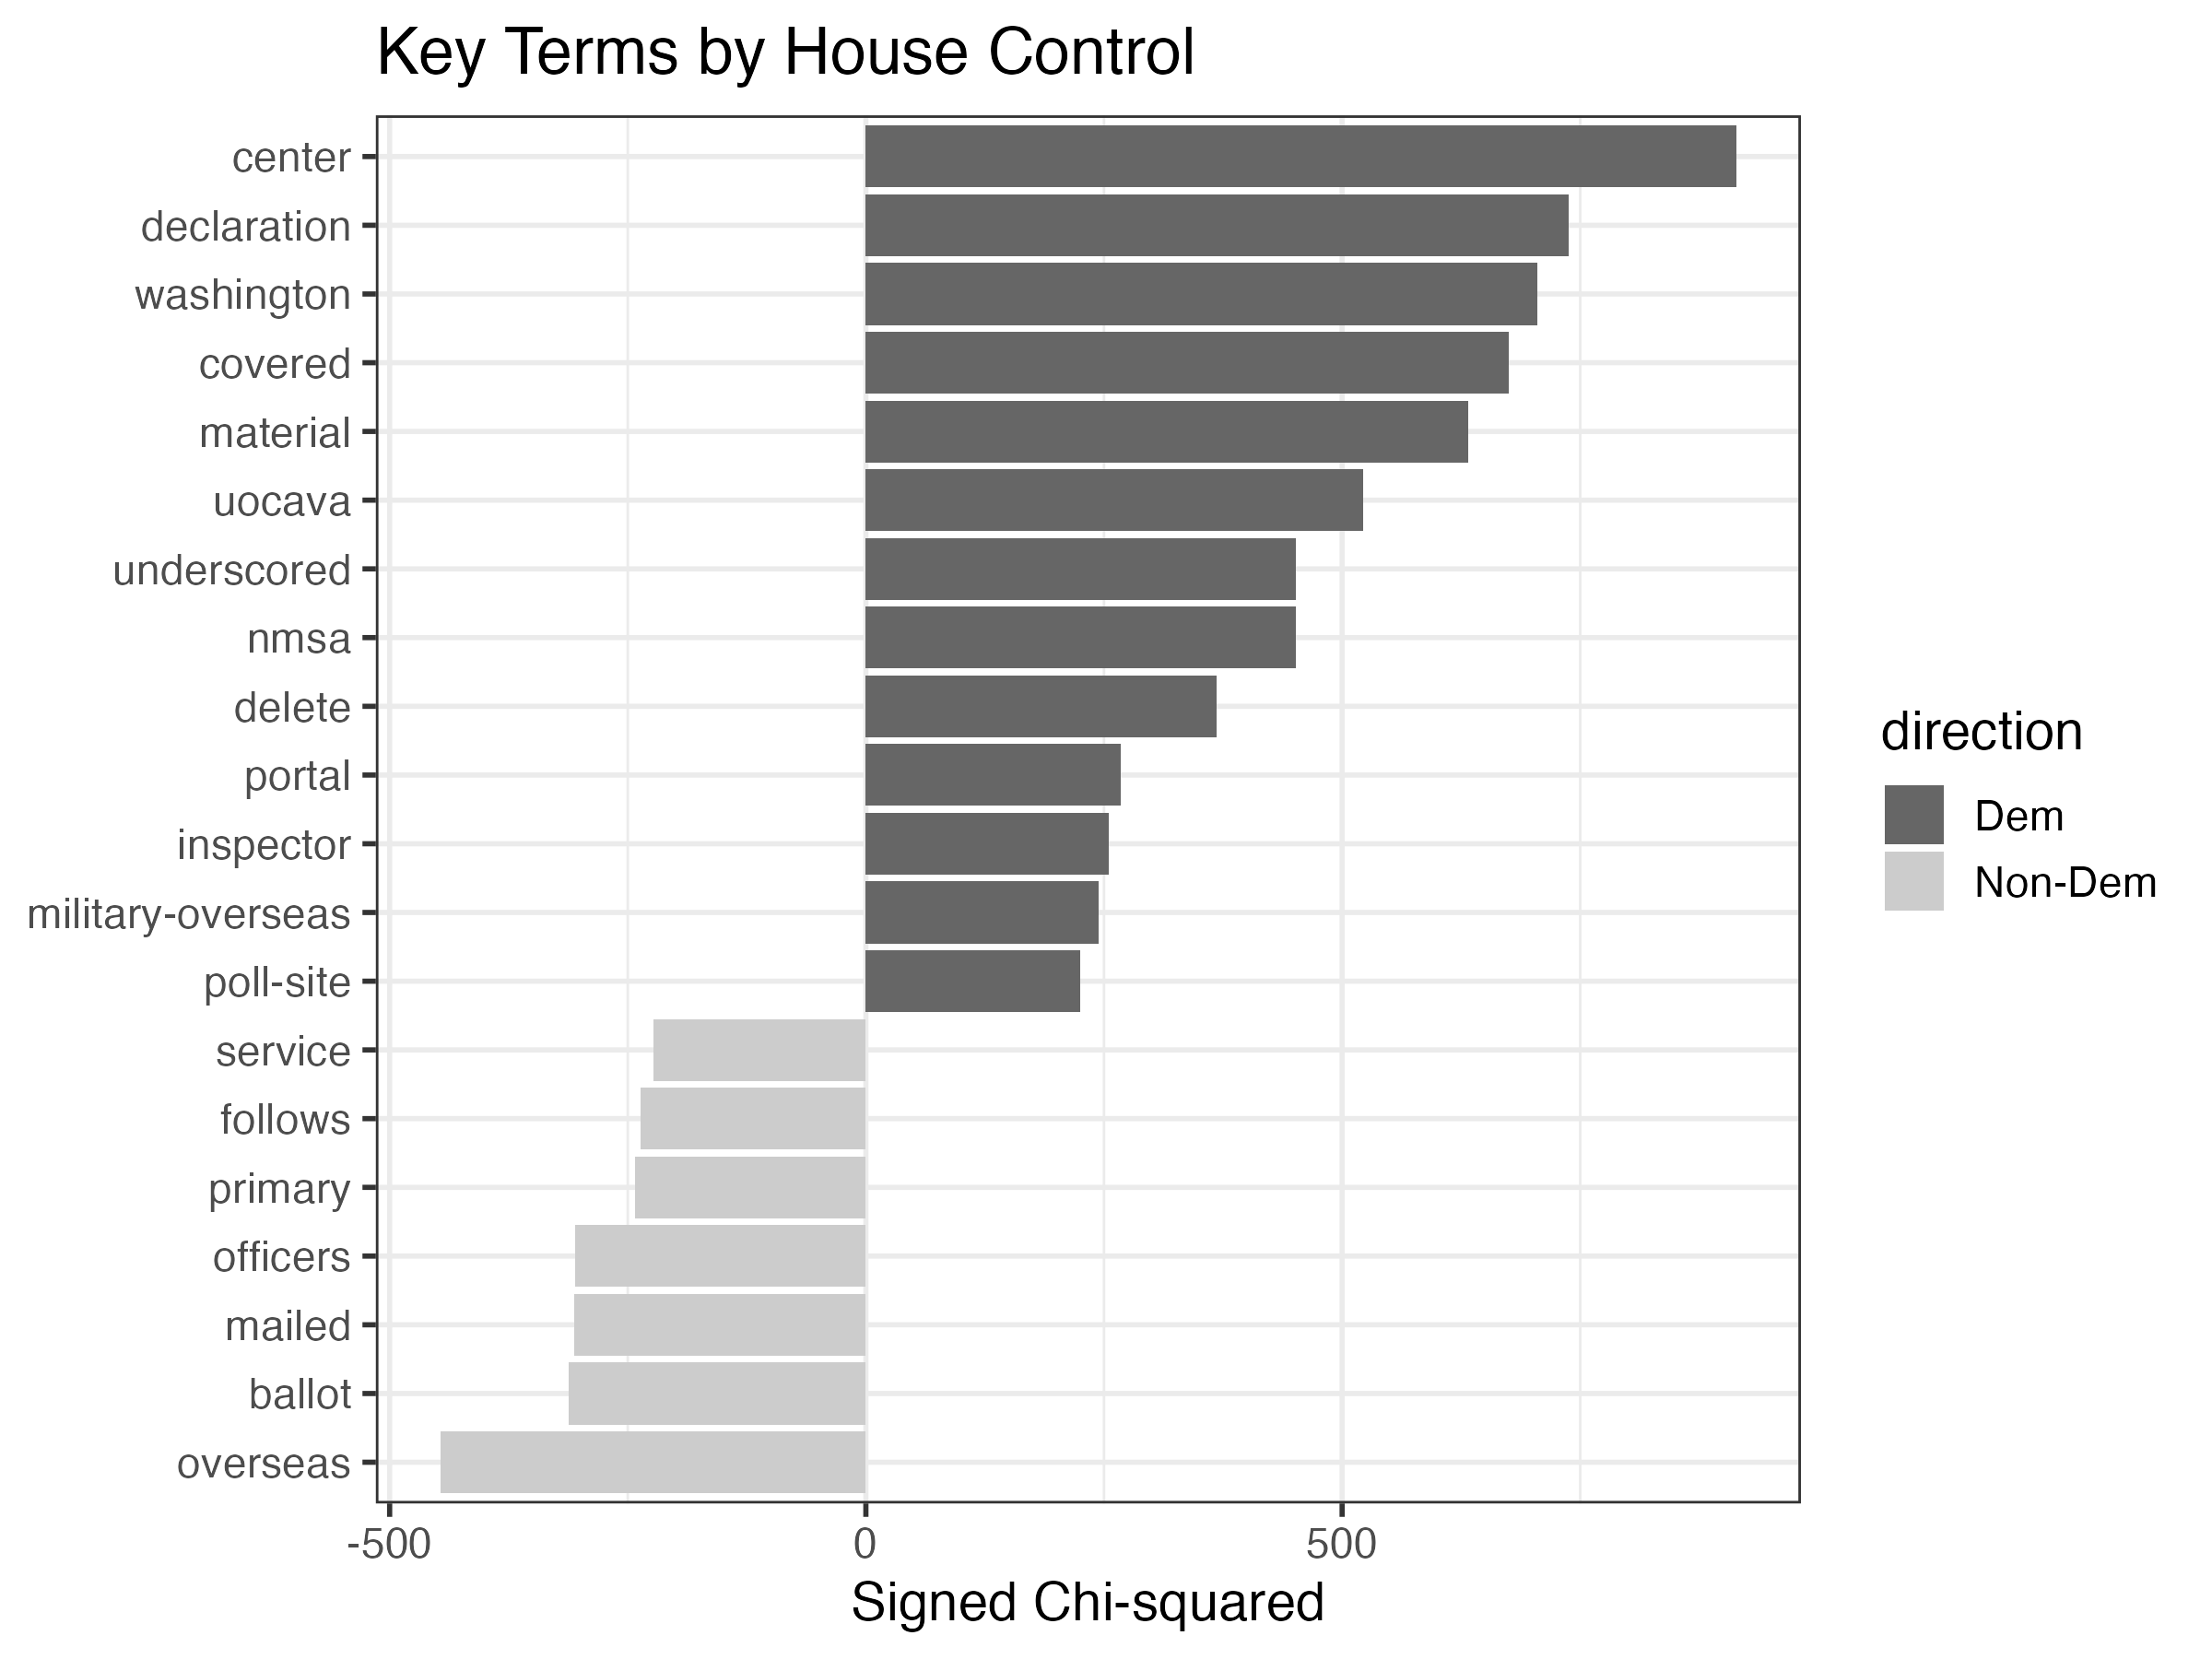 Key Terms by House Control
center
declaration
washington
covered
material
uocava
underscored
nmsa
delete
portal
inspector
military-overseas
poll-site
service
follows
primary
officers
mailed
ballot
overseas
-500 0 500
Signed Chi-squared
direction
Dem
Non-Dem